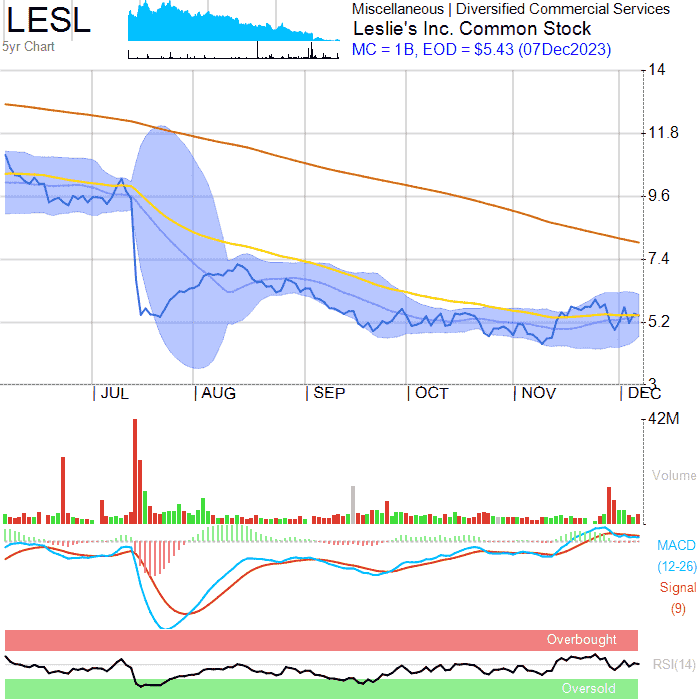 LESL
5yr Chart
Miscellaneous | Diversified Commercial Services
Leslie's Inc. Common Stock
MC = 1B, EOD = $5.43 (07Dec2023)
14
11.8
9.6
7.4
5.2
3
JUL
AUG
SEP
OCT
NOV
DEC
42M
Volume
MACD
(12-26)
Signal
(9)
Overbought
RSI(14)
Oversold